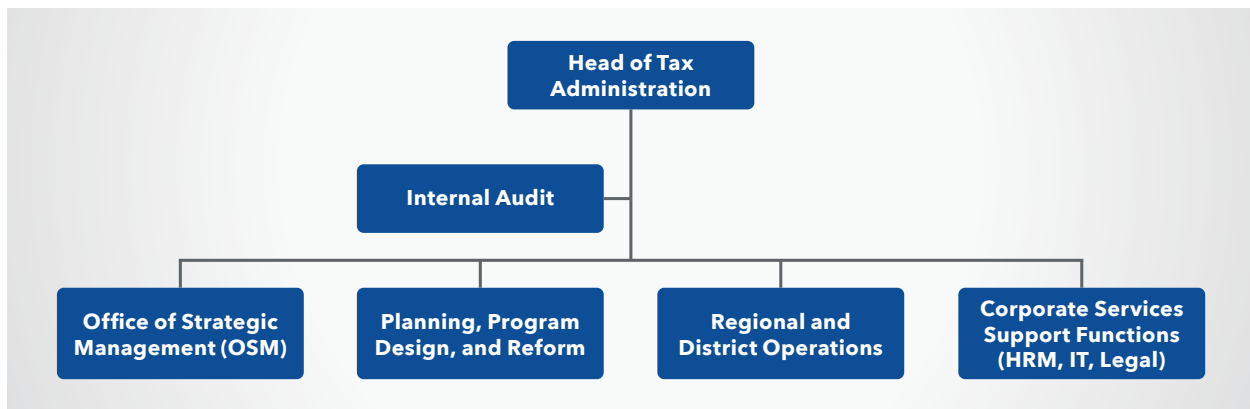 Head of Tax
Administration
Internal Audit
Office of Strategic
Management (OSM)
Planning, Program
Design, and Reform
Regional and
District Operations
Corporate Services
Support Functions
(HRM, IT, Legal)